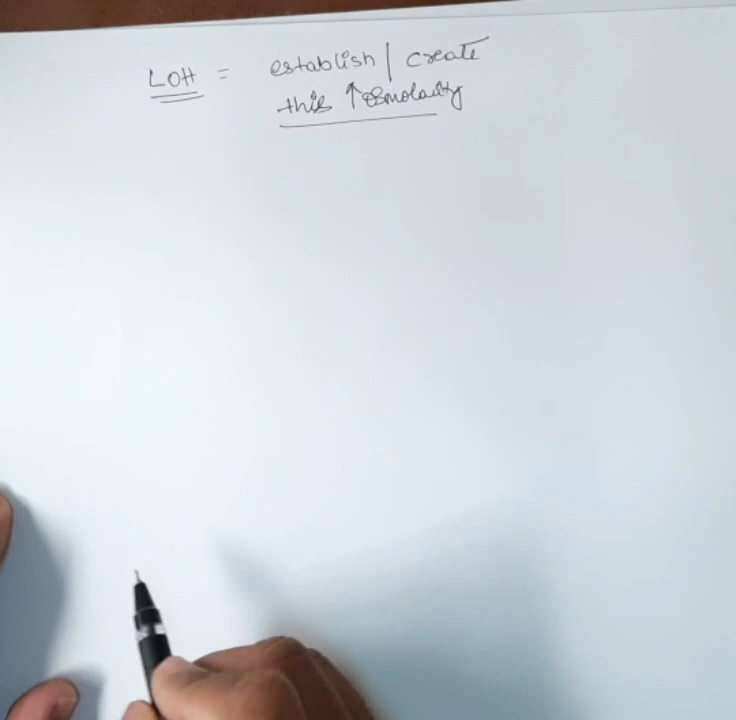 LOH = establish / create
this ↑ osmolarity